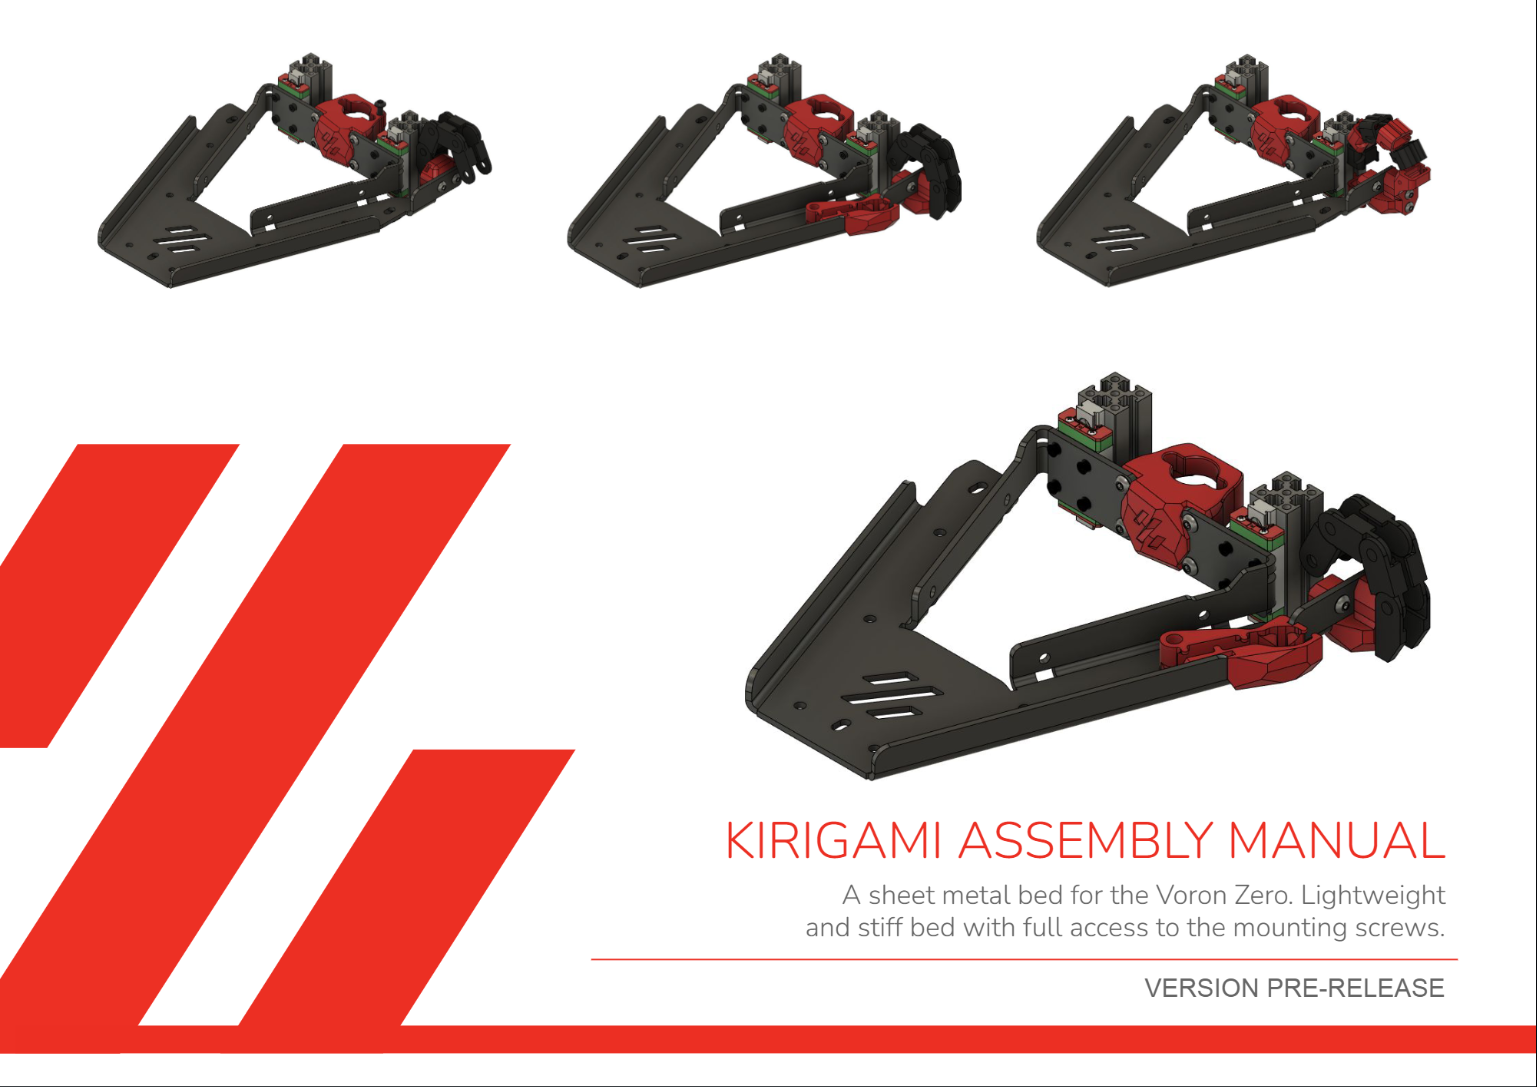 KIRIGAMI ASSEMBLY MANUAL
A sheet metal bed for the Voron Zero. Lightweight
and stiff bed with full access to the mounting screws.
VERSION PRE-RELEASE